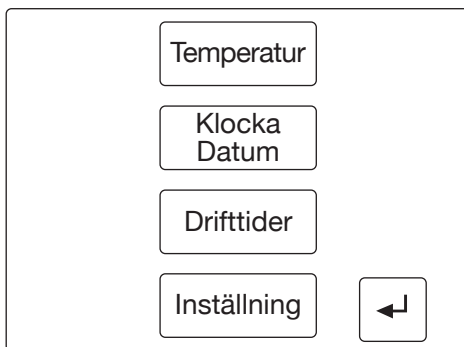 Temperatur
Klocka
Datum
Drifttider
Inställning